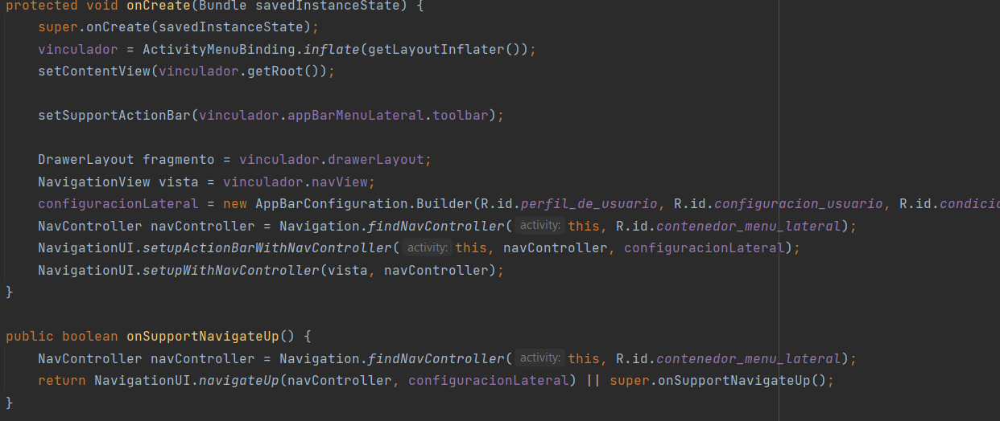 protected void onCreate(Bundle savedInstanceState) {
super.onCreate(savedInstanceState);
vinculador = ActivityMenuBinding.inflate(getLayoutInflater());
setContentView(vinculador.getRoot());
setSupportActionBar(vinculador.appBarMenuLateral.toolbar);
DrawerLayout fragmento = vinculador.drawerLayout;
NavigationView vista = vinculador.navView;
configuracionLateral = new AppBarConfiguration.Builder(R.id.perfil_de_usuario, R.id.configuracion_usuario, R.id.condicio
NavController navController = Navigation.findNavController( activity: this, R.id.contenedor_menu_lateral);
NavigationUI.setupActionBarWithNavController( activity: this, navController, configuracionLateral);
NavigationUI.setupWithNavController(vista, navController);
}
public boolean onSupportNavigateUp() {
NavController navController = Navigation.findNavController( activity: this, R.id.contenedor_menu_lateral);
return NavigationUI.navigateUp(navController, configuracionLateral) || super.onSupportNavigateUp();
}